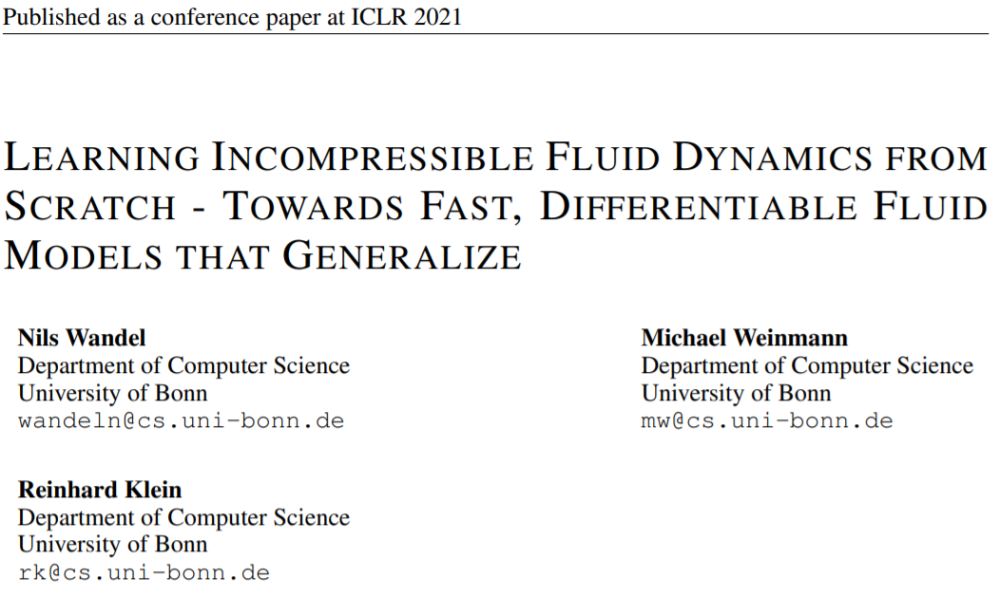 Published as a conference paper at ICLR 2021
LEARNING INCOMPRESSIBLE FLUID DYNAMICS FROM
SCRATCH - TOWARDS FAST, DIFFERENTIABLE FLUID
MODELS THAT GENERALIZE
Nils Wandel
Department of Computer Science
University of Bonn
wandeln@cs.uni-bonn.de
Michael Weinmann
Department of Computer Science
University of Bonn
mw@cs.uni-bonn.de
Reinhard Klein
Department of Computer Science
University of Bonn
rk@cs.uni-bonn.de